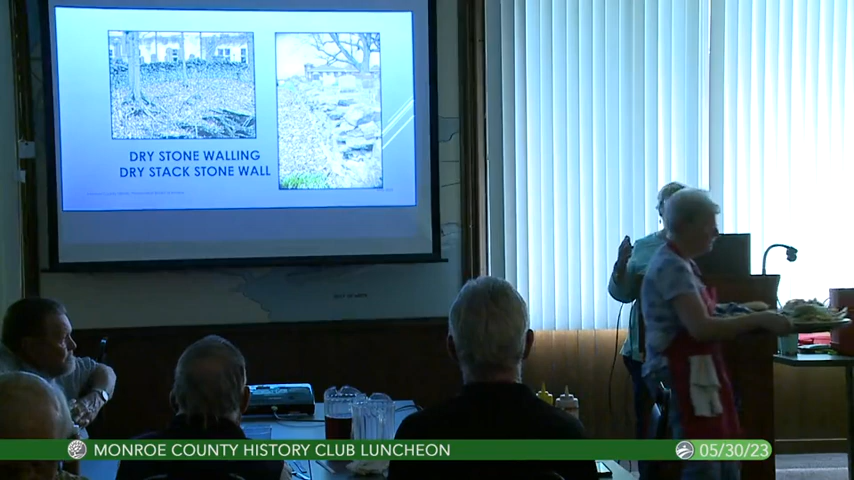 DRY STONE WALLING
DRY STACK STONE WALL
MONROE COUNTY HISTORY CLUB LUNCHEON
05/30/23